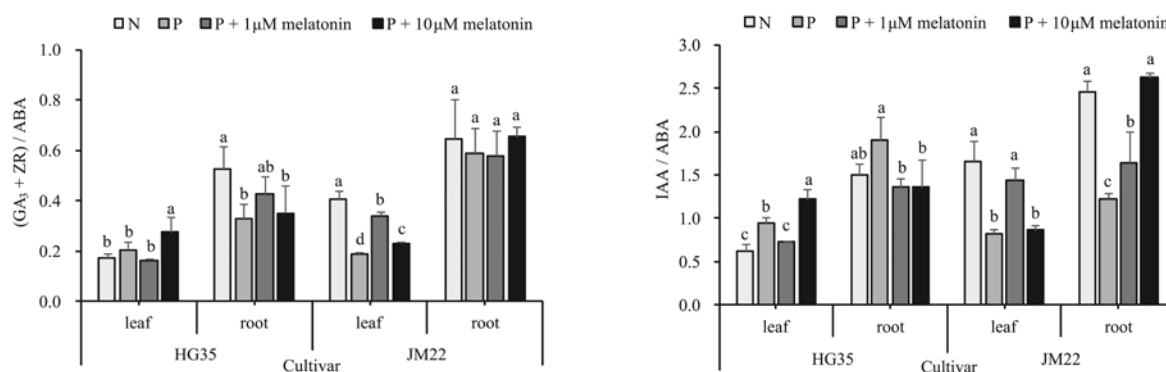 N P P + 1μM melatonin P + 10μM melatonin
(GA₃ + ZR) / ABA
1.0
0.8
0.6
0.4
0.2
0.0
b b b a
a b ab b
a d b c
a a a a
leaf root leaf root
HG35 JM22
Cultivar
N P P + 1μM melatonin P + 10μM melatonin
IAA / ABA
3.0
2.5
2.0
1.5
1.0
0.5
0.0
c b c a
ab a b b
a b a b
a c b a
leaf root leaf root
HG35 JM22
Cultivar